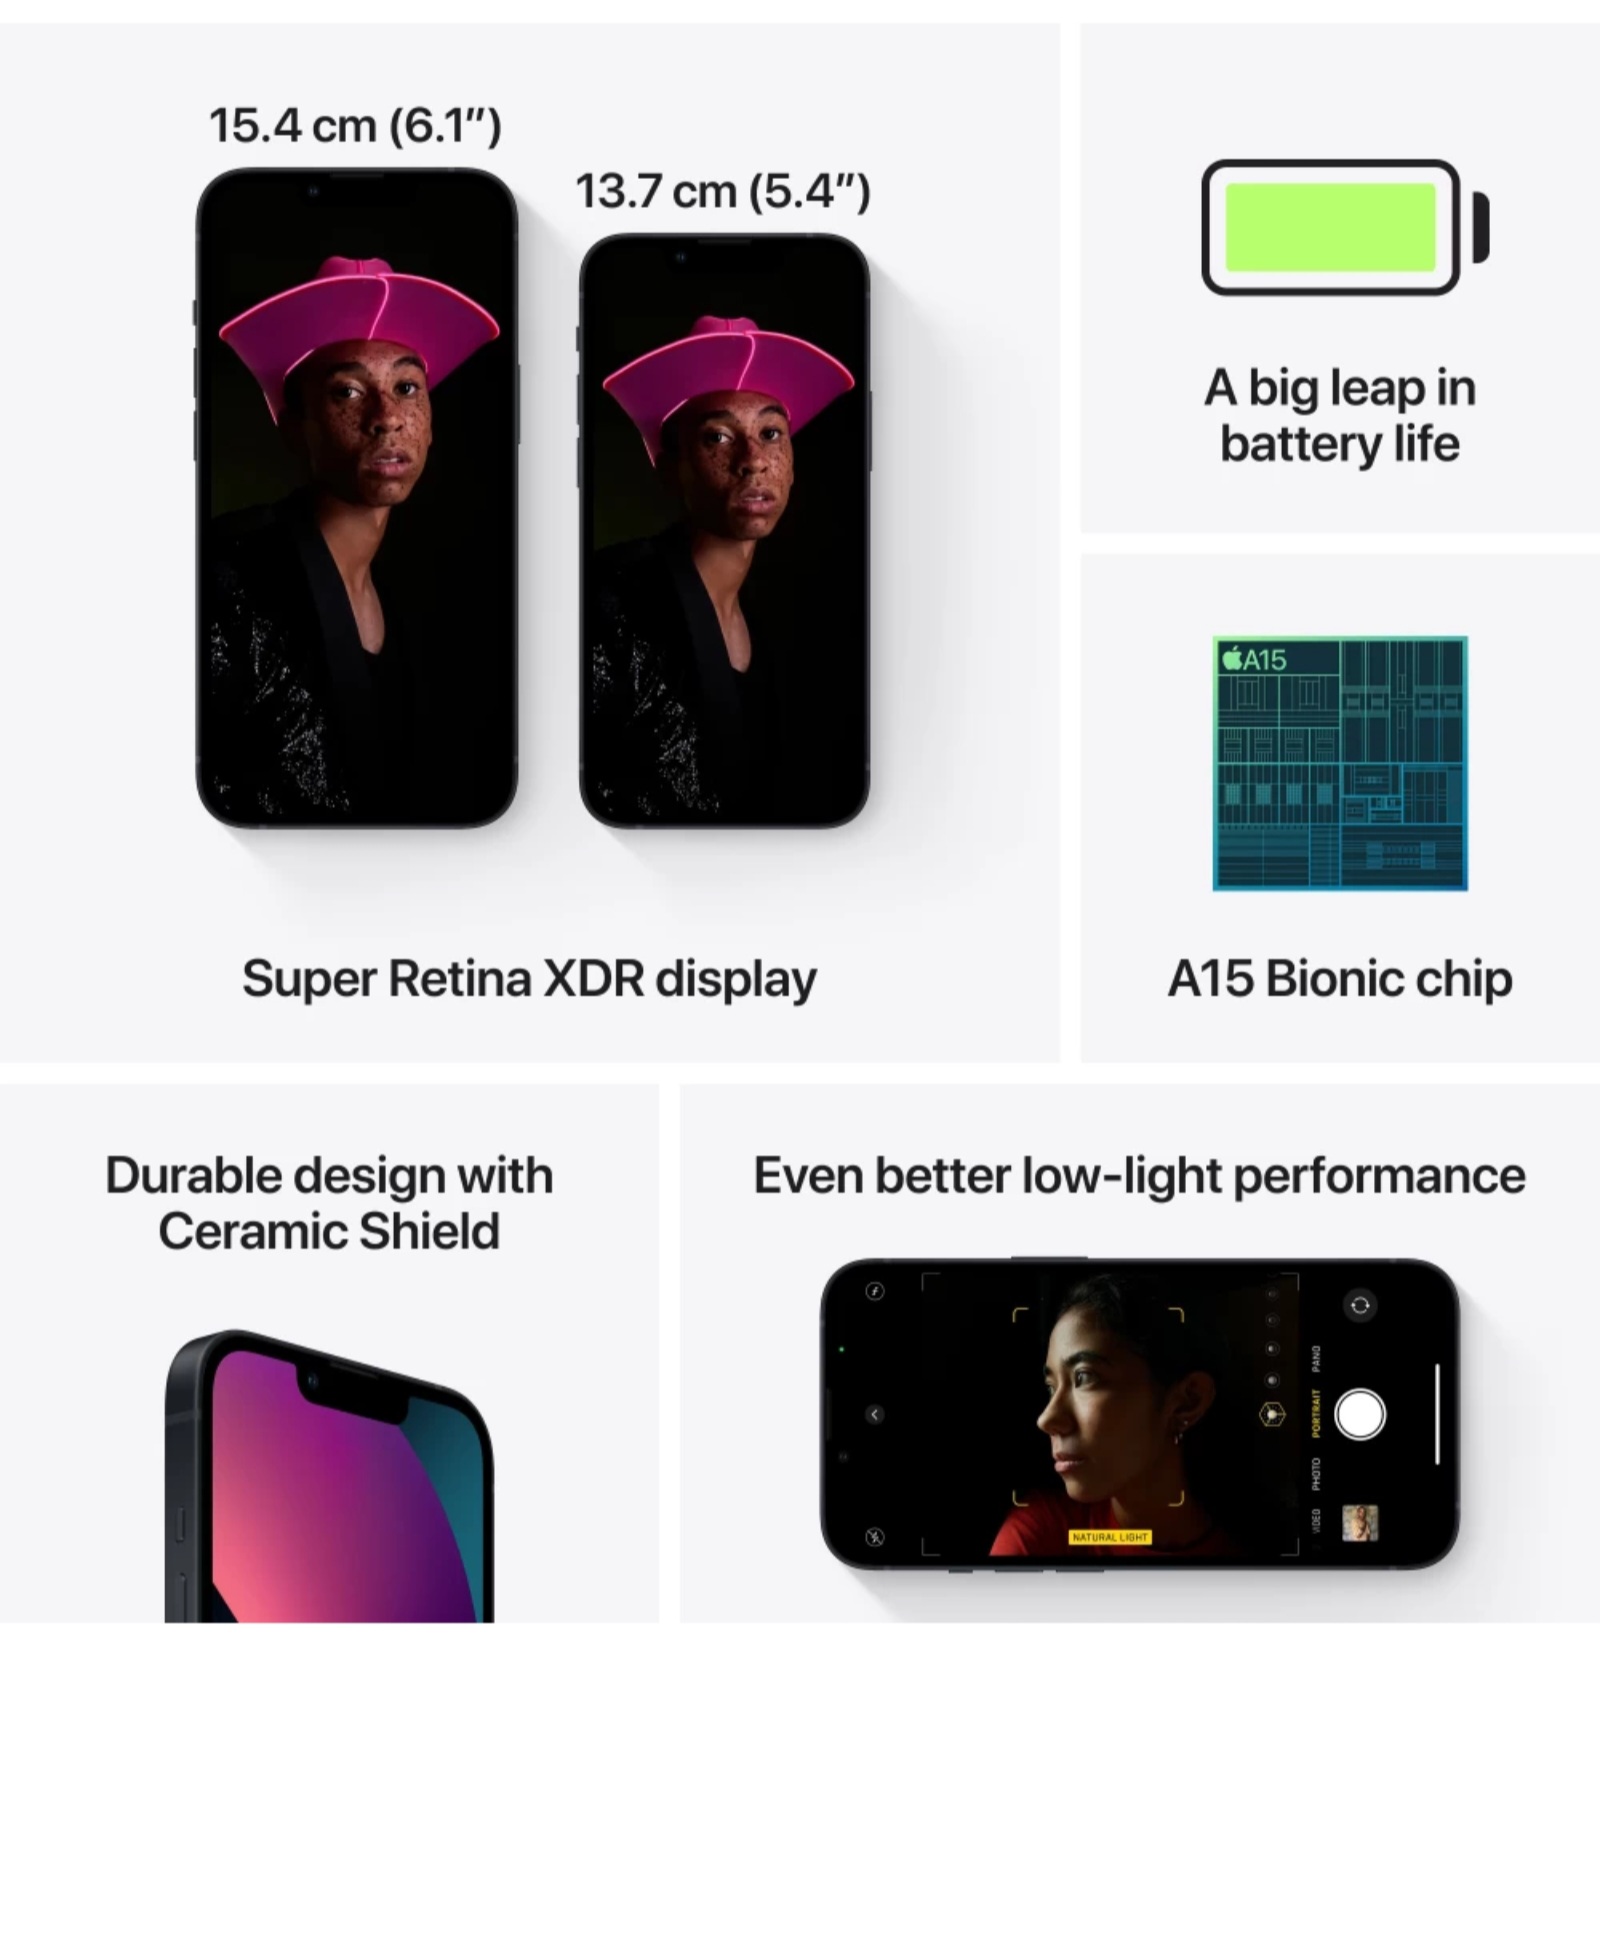 15.4 cm (6.1″)
13.7 cm (5.4″)
Super Retina XDR display
A big leap in
battery life
A15
A15 Bionic chip
Durable design with
Ceramic Shield
Even better low-light performance
NATURAL LIGHT
PANO
PORTRAIT
PHOTO
VIDEO